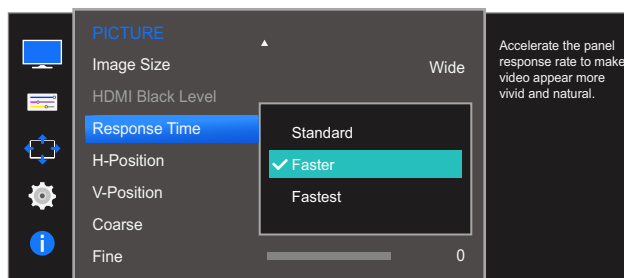 PICTURE
Image Size
Wide
HDMI Black Level
Response Time
Standard
Faster
Fastest
H-Position
V-Position
Coarse
Fine
0
Accelerate the panel
response rate to make
video appear more
vivid and natural.